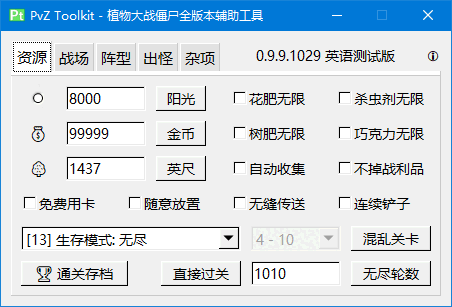 Pt PvZ Toolkit - 植物大战僵尸全版本辅助工具
资源 战场 阵型 出怪 杂项 0.9.9.1029 英语测试版
8000 阳光 花肥无限 杀虫剂无限
99999 金币 树肥无限 巧克力无限
1437 英尺 自动收集 不掉战利品
免费用卡 随意放置 无缝传送 连续铲子
[13] 生存模式: 无尽 4 - 10 混乱关卡
通关存档 直接过关 1010 无尽轮数